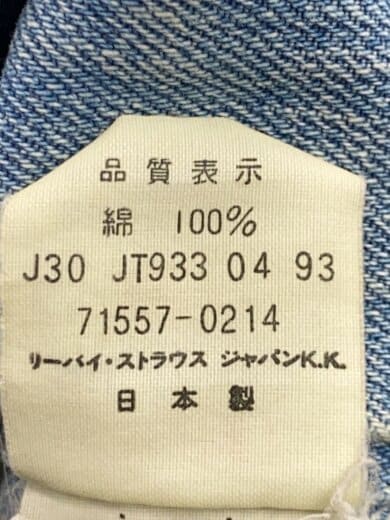 品質表示
綿 100%
J30 JT933 04 93
71557-0214
リーバイ・ストラウス ジャパンK.K.
日本製